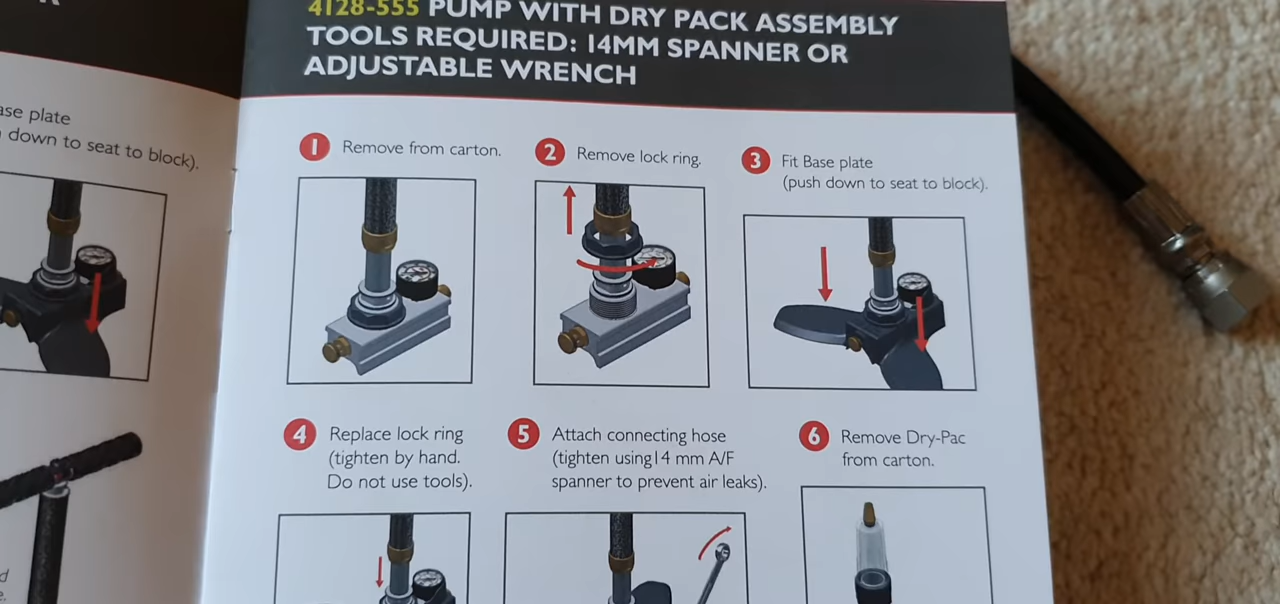 ase plate
down to seat to block).
4128-555 PUMP WITH DRY PACK ASSEMBLY
TOOLS REQUIRED: 14MM SPANNER OR
ADJUSTABLE WRENCH
1 Remove from carton.
2 Remove lock ring.
3 Fit Base plate
(push down to seat to block).
4 Replace lock ring
(tighten by hand.
Do not use tools).
5 Attach connecting hose
(tighten using14 mm A/F
spanner to prevent air leaks).
6 Remove Dry-Pac
from carton.